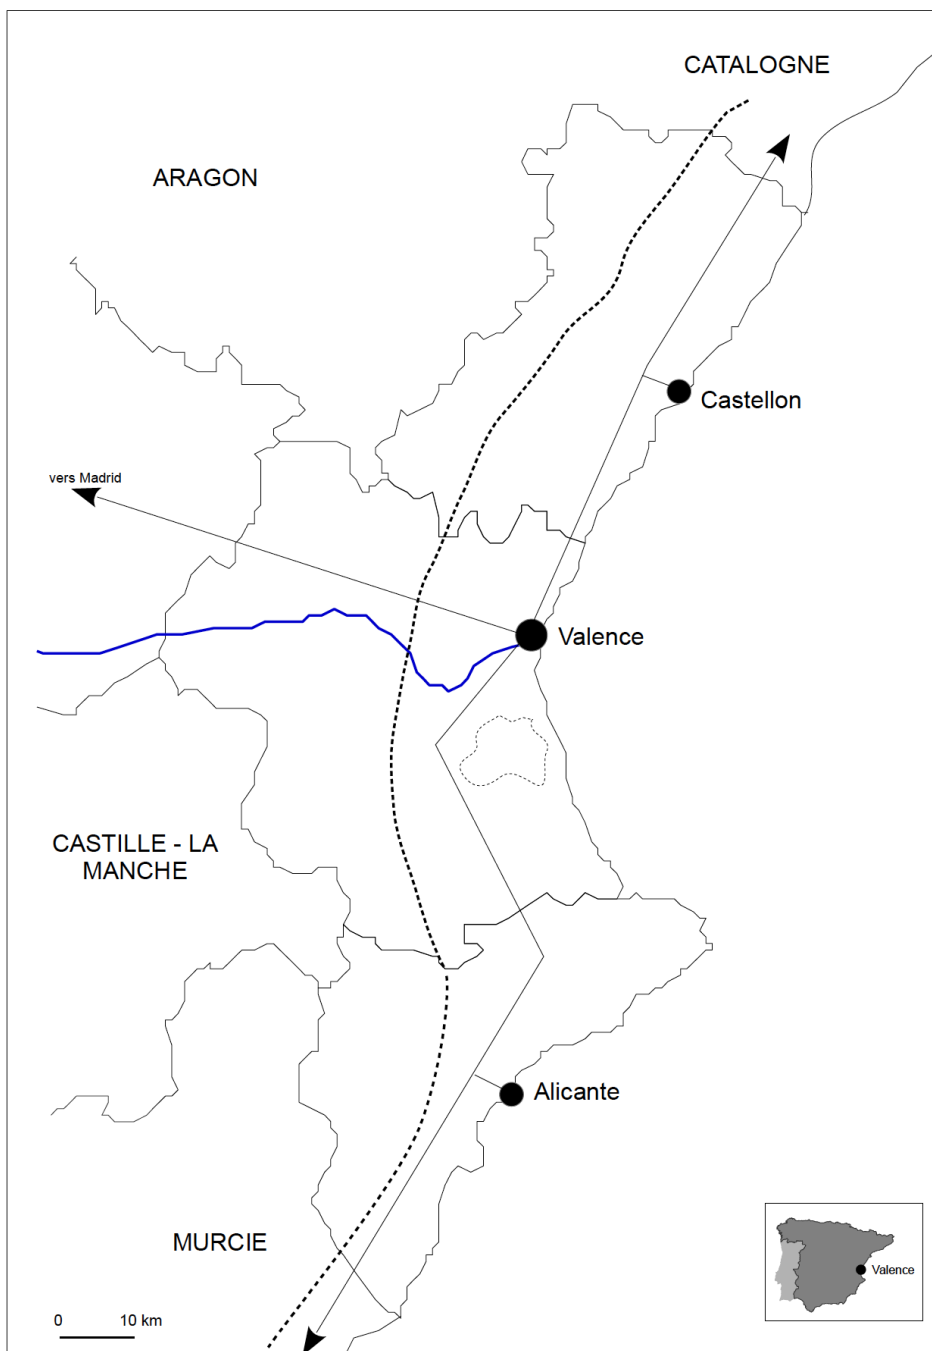 CATALOGNE
ARAGON
Castellon
vers Madrid
Valence
CASTILLE - LA
MANCHE
Alicante
MURCIE
Valence
0 10 km